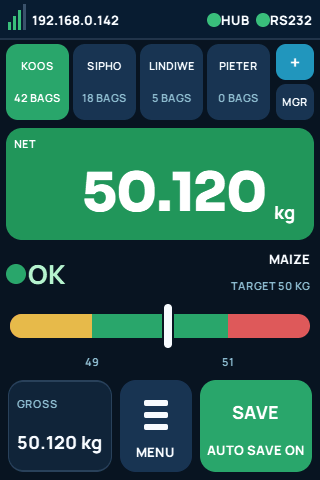 192.168.0.142 HUB RS232
KOOS SIPHO LINDIWE PIETER +
42 BAGS 18 BAGS 5 BAGS 0 BAGS MGR
NET
50.120 kg
OK
MAIZE
TARGET 50 KG
49 51
GROSS
50.120 kg
MENU
SAVE
AUTO SAVE ON